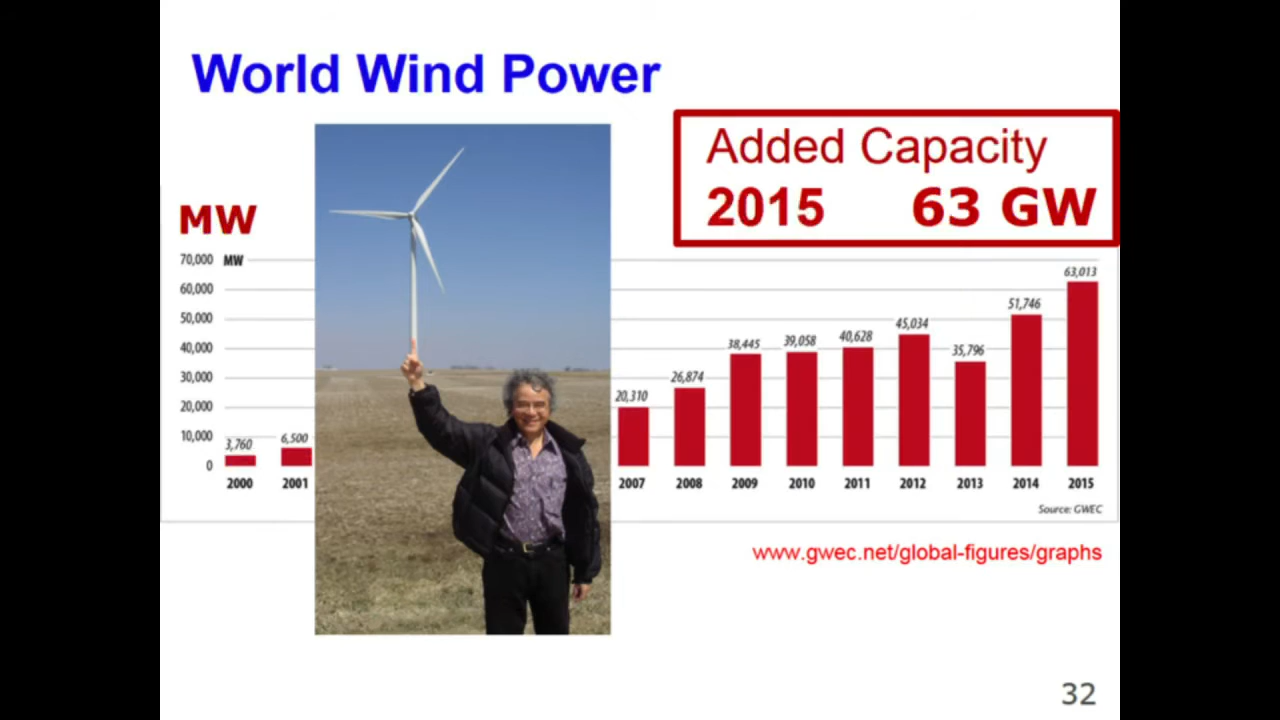 World Wind Power
Added Capacity
2015 63 GW
MW
70,000 MW
60,000
50,000
40,000
30,000
20,000
10,000
0
3,760
6,500
20,310
26,874
38,445
39,058
40,628
45,034
35,796
51,746
63,013
2000 2001 2007 2008 2009 2010 2011 2012 2013 2014 2015
Source: GWEC
www.gwec.net/global-figures/graphs
32